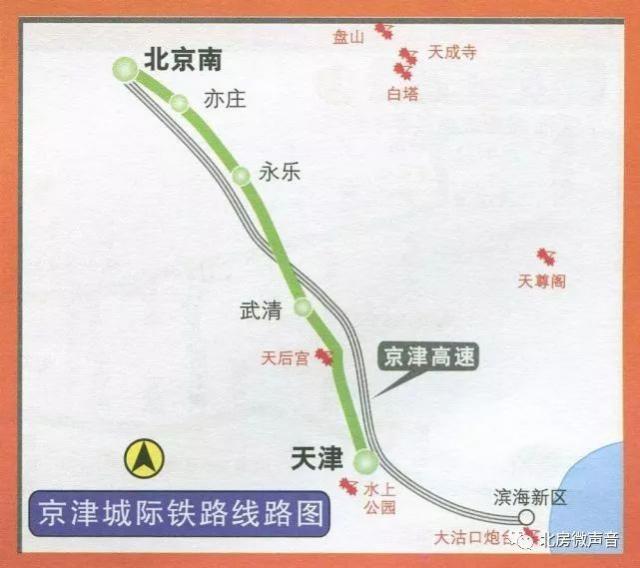 盘山
天成寺
白塔
北京南
亦庄
永乐
天尊阁
武清
天后宫
京津高速
天津
水上
公园
滨海新区
京津城际铁路线路图
大沽口炮台
北房微声音